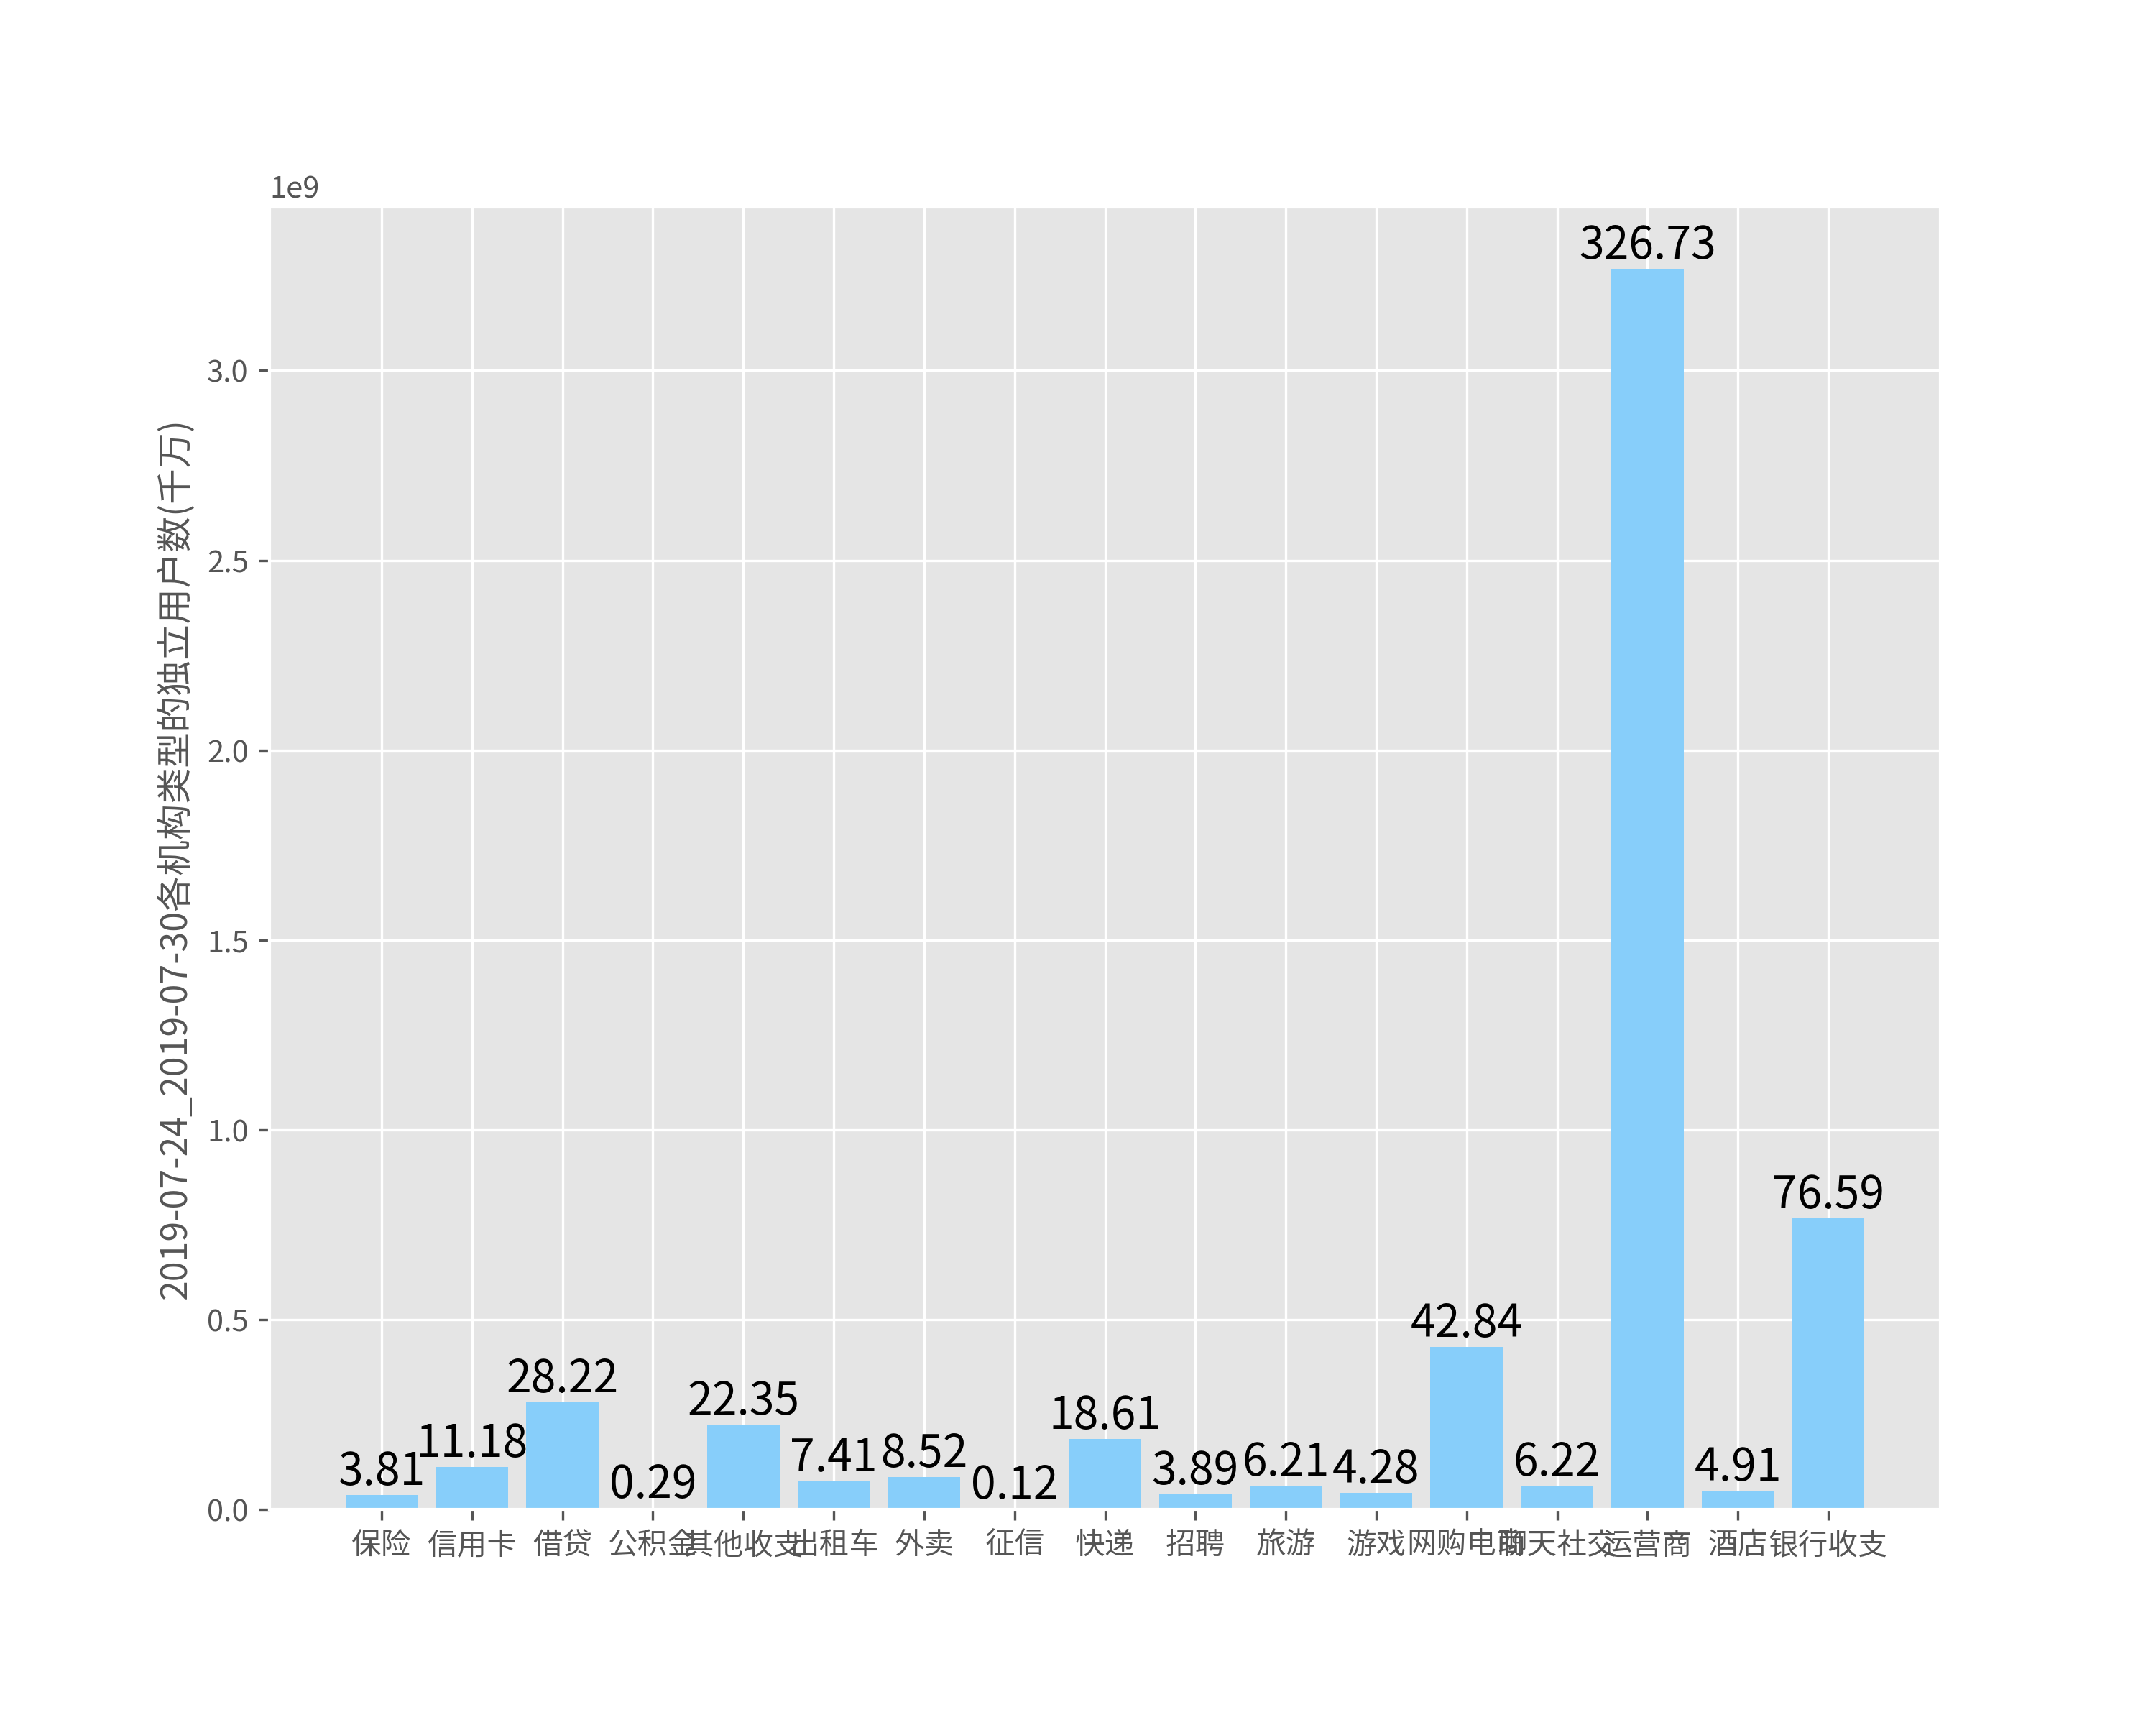 1e9
2019-07-24_2019-07-30各机构类型的独立用户数(千万)
3.0
2.5
2.0
1.5
1.0
0.5
0.0
3.81
11.18
28.22
0.29
22.35
7.41
8.52
0.12
18.61
3.89
6.21
4.28
42.84
6.22
326.73
4.91
76.59
保险
信用卡
借贷
公积金
其他收支
出租车
外卖
征信
快递
招聘
旅游
游戏
网购电商
聊天社交
运营商
酒店
银行收支